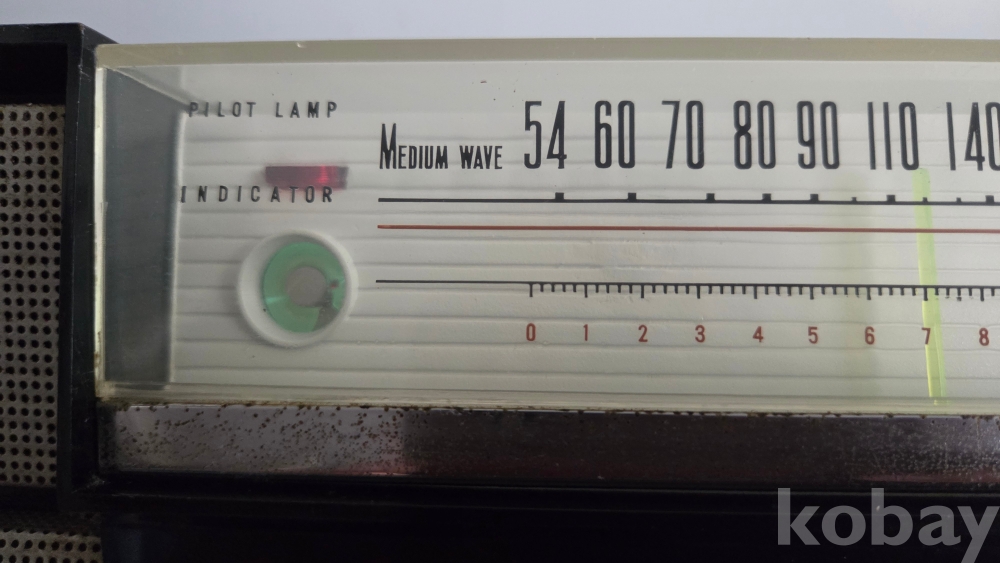 PILOT LAMP
INDICATOR
MEDIUM WAVE 54 60 70 80 90 110 140
0 1 2 3 4 5 6 7 8
kobay